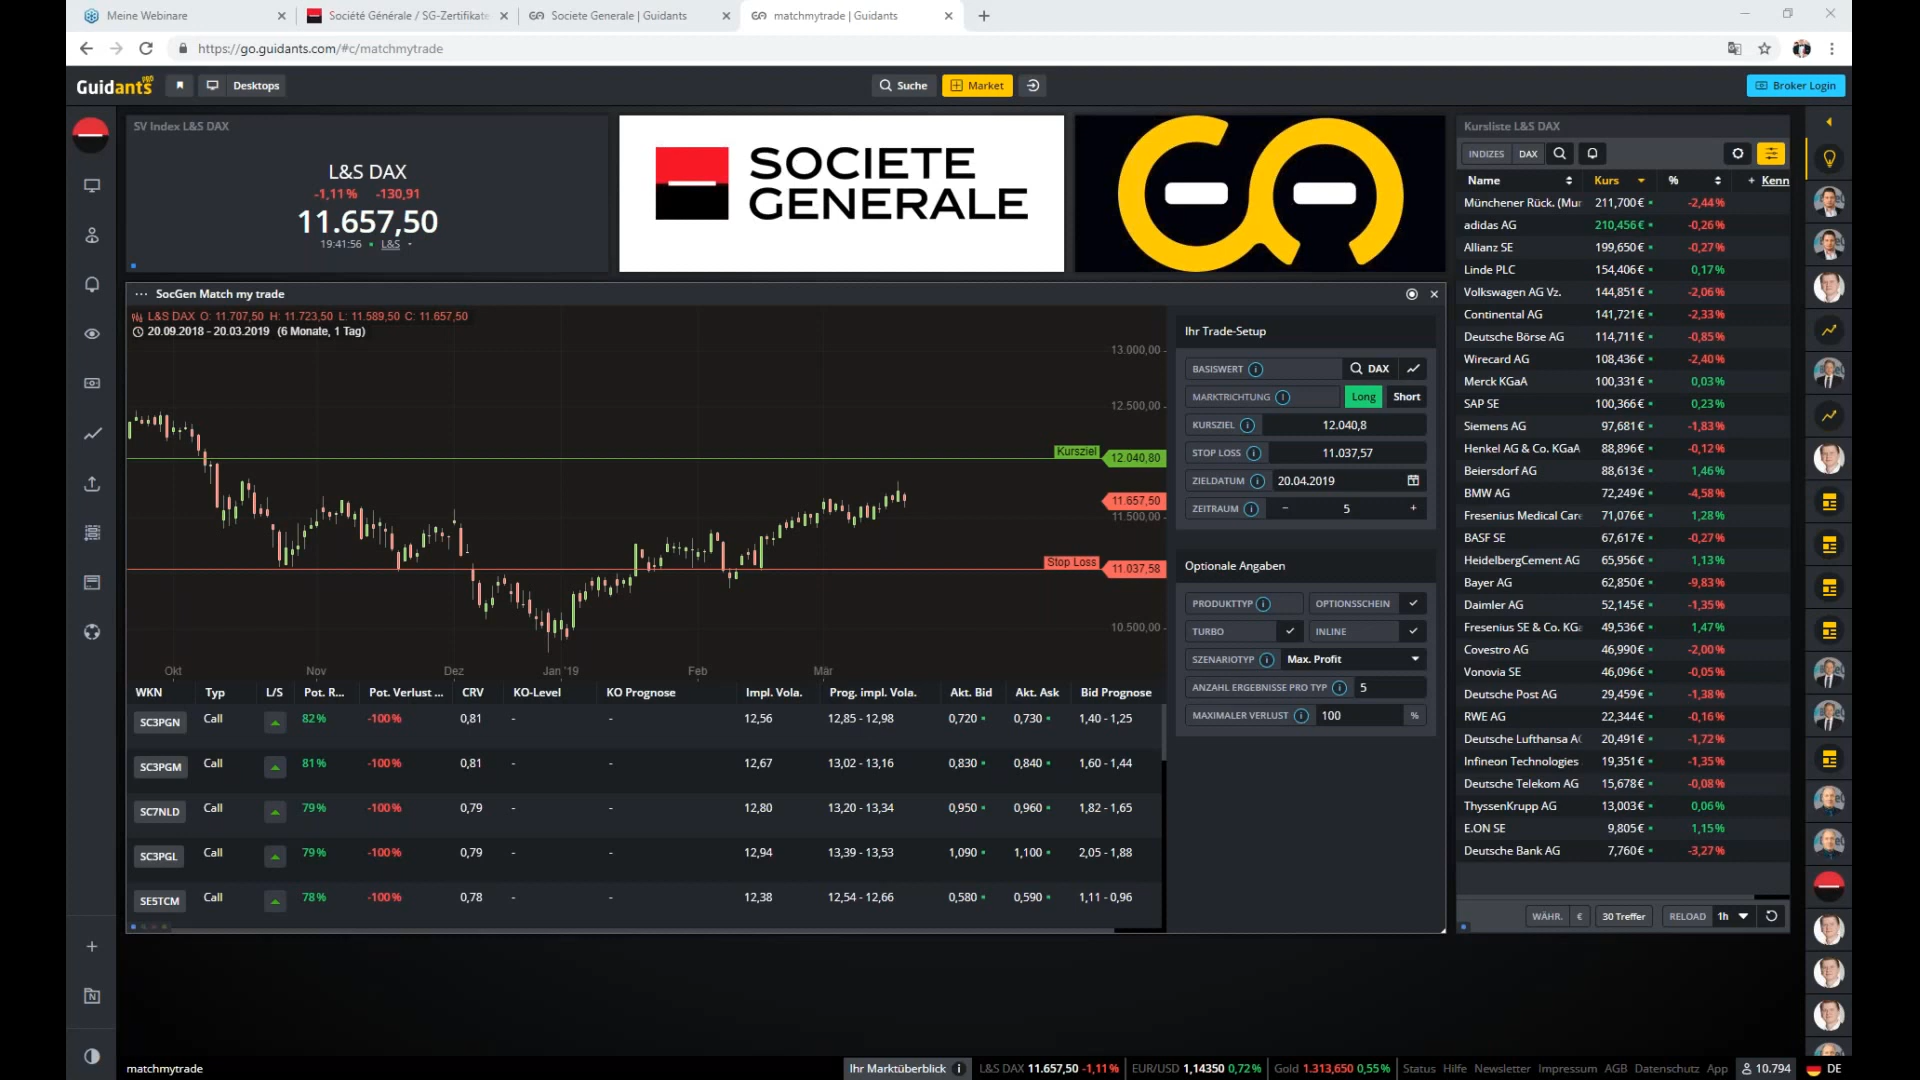 Meine Webinare
Société Générale / SG-Zertifikate
Societe Generale | Guidants
matchmytrade | Guidants
https://go.guidants.com/#c/matchmytrade
Guidants PRO
Desktops
Suche
Market
Broker Login
SV Index L&S DAX
L&S DAX
-1,11% -130,91
11.657,50
19:41:56 L&S
SOCIETE
GENERALE
SocGen Match my trade
L&S DAX O: 11.707,50 H: 11.723,50 L: 11.589,50 C: 11.657,50
20.09.2018 - 20.03.2019 (6 Monate, 1 Tag)
13.000,00
12.500,00
Kursziel 12.040,80
11.657,50
11.500,00
Stop Loss 11.037,58
10.500,00
Okt Nov Dez Jan '19 Feb Mär
Ihr Trade-Setup
BASISWERT i DAX
MARKTRICHTUNG i Long Short
KURSZIEL i 12.040,8
STOP LOSS i 11.037,57
ZIELDATUM i 20.04.2019
ZEITRAUM i − 5 +
Optionale Angaben
PRODUKTTYP i OPTIONSSCHEIN
TURBO INLINE
SZENARIOTYP i Max. Profit
ANZAHL ERGEBNISSE PRO TYP i 5
MAXIMALER VERLUST i 100 %
WKN Typ L/S Pot. R... Pot. Verlust ... CRV KO-Level KO Prognose Impl. Vola. Prog. impl. Vola. Akt. Bid Akt. Ask Bid Prognose
SC3PGN Call 82% -100% 0,81 - - 12,56 12,85 - 12,98 0,720 0,730 1,40 - 1,25
SC3PGM Call 81% -100% 0,81 - - 12,67 13,02 - 13,16 0,830 0,840 1,60 - 1,44
SC7NLD Call 79% -100% 0,79 - - 12,80 13,20 - 13,34 0,950 0,960 1,82 - 1,65
SC3PGL Call 79% -100% 0,79 - - 12,94 13,39 - 13,53 1,090 1,100 2,05 - 1,88
SE5TCM Call 78% -100% 0,78 - - 12,38 12,54 - 12,66 0,580 0,590 1,11 - 0,96
Kursliste L&S DAX
INDIZES DAX
Name Kurs % + Kenn
Münchener Rück. (Mur 211,700€ -2,44%
adidas AG 210,456€ -0,26%
Allianz SE 199,650€ -0,27%
Linde PLC 154,406€ 0,17%
Volkswagen AG Vz. 144,851€ -2,06%
Continental AG 141,721€ -2,33%
Deutsche Börse AG 114,711€ -0,85%
Wirecard AG 108,436€ -2,40%
Merck KGaA 100,331€ 0,03%
SAP SE 100,366€ 0,23%
Siemens AG 97,681€ -1,83%
Henkel AG & Co. KGaA 88,896€ -0,12%
Beiersdorf AG 88,613€ 1,46%
BMW AG 72,249€ -4,58%
Fresenius Medical Care 71,076€ 1,28%
BASF SE 67,617€ -0,27%
HeidelbergCement AG 65,956€ 1,13%
Bayer AG 62,850€ -9,83%
Daimler AG 52,145€ -1,35%
Fresenius SE & Co. KGa 49,536€ 1,47%
Covestro AG 46,990€ -2,00%
Vonovia SE 46,096€ -0,05%
Deutsche Post AG 29,459€ -1,38%
RWE AG 22,344€ -0,16%
Deutsche Lufthansa AG 20,491€ -1,72%
Infineon Technologies 19,351€ -1,35%
Deutsche Telekom AG 15,678€ -0,08%
ThyssenKrupp AG 13,003€ 0,06%
E.ON SE 9,805€ 1,15%
Deutsche Bank AG 7,760€ -3,27%
WÄHR. € 30 Treffer RELOAD 1h
matchmytrade
Ihr Marktüberblick i L&S DAX 11.657,50 -1,11% EUR/USD 1,14350 0,72% Gold 1.313,650 0,55% Status Hilfe Newsletter Impressum AGB Datenschutz App 10.794 DE